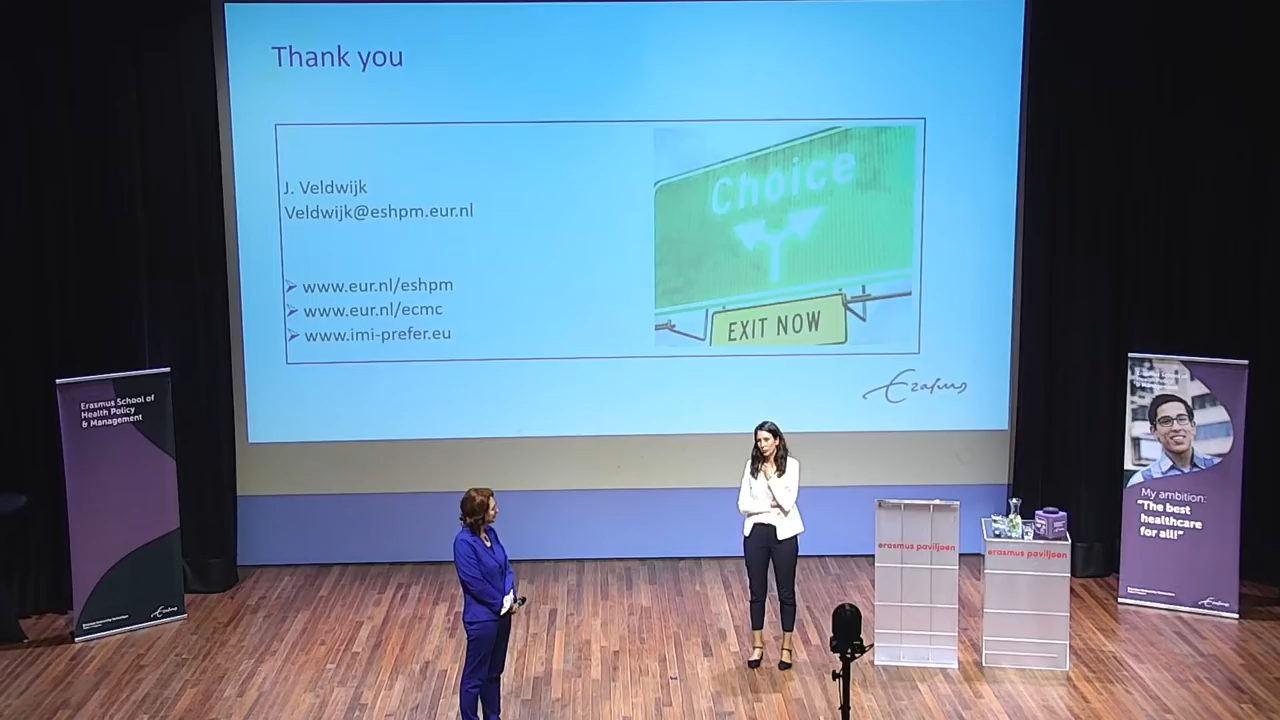 Thank you
J. Veldwijk
Veldwijk@eshpm.eur.nl
www.eur.nl/eshpm
www.eur.nl/ecmc
www.imi-prefer.eu
Choice
EXIT NOW
Erasmus
Erasmus School of
Health Policy
& Management
Erasmus
erasmus paviljoen
erasmus paviljoen
My ambition:
"The best
healthcare
for all!"
Erasmus